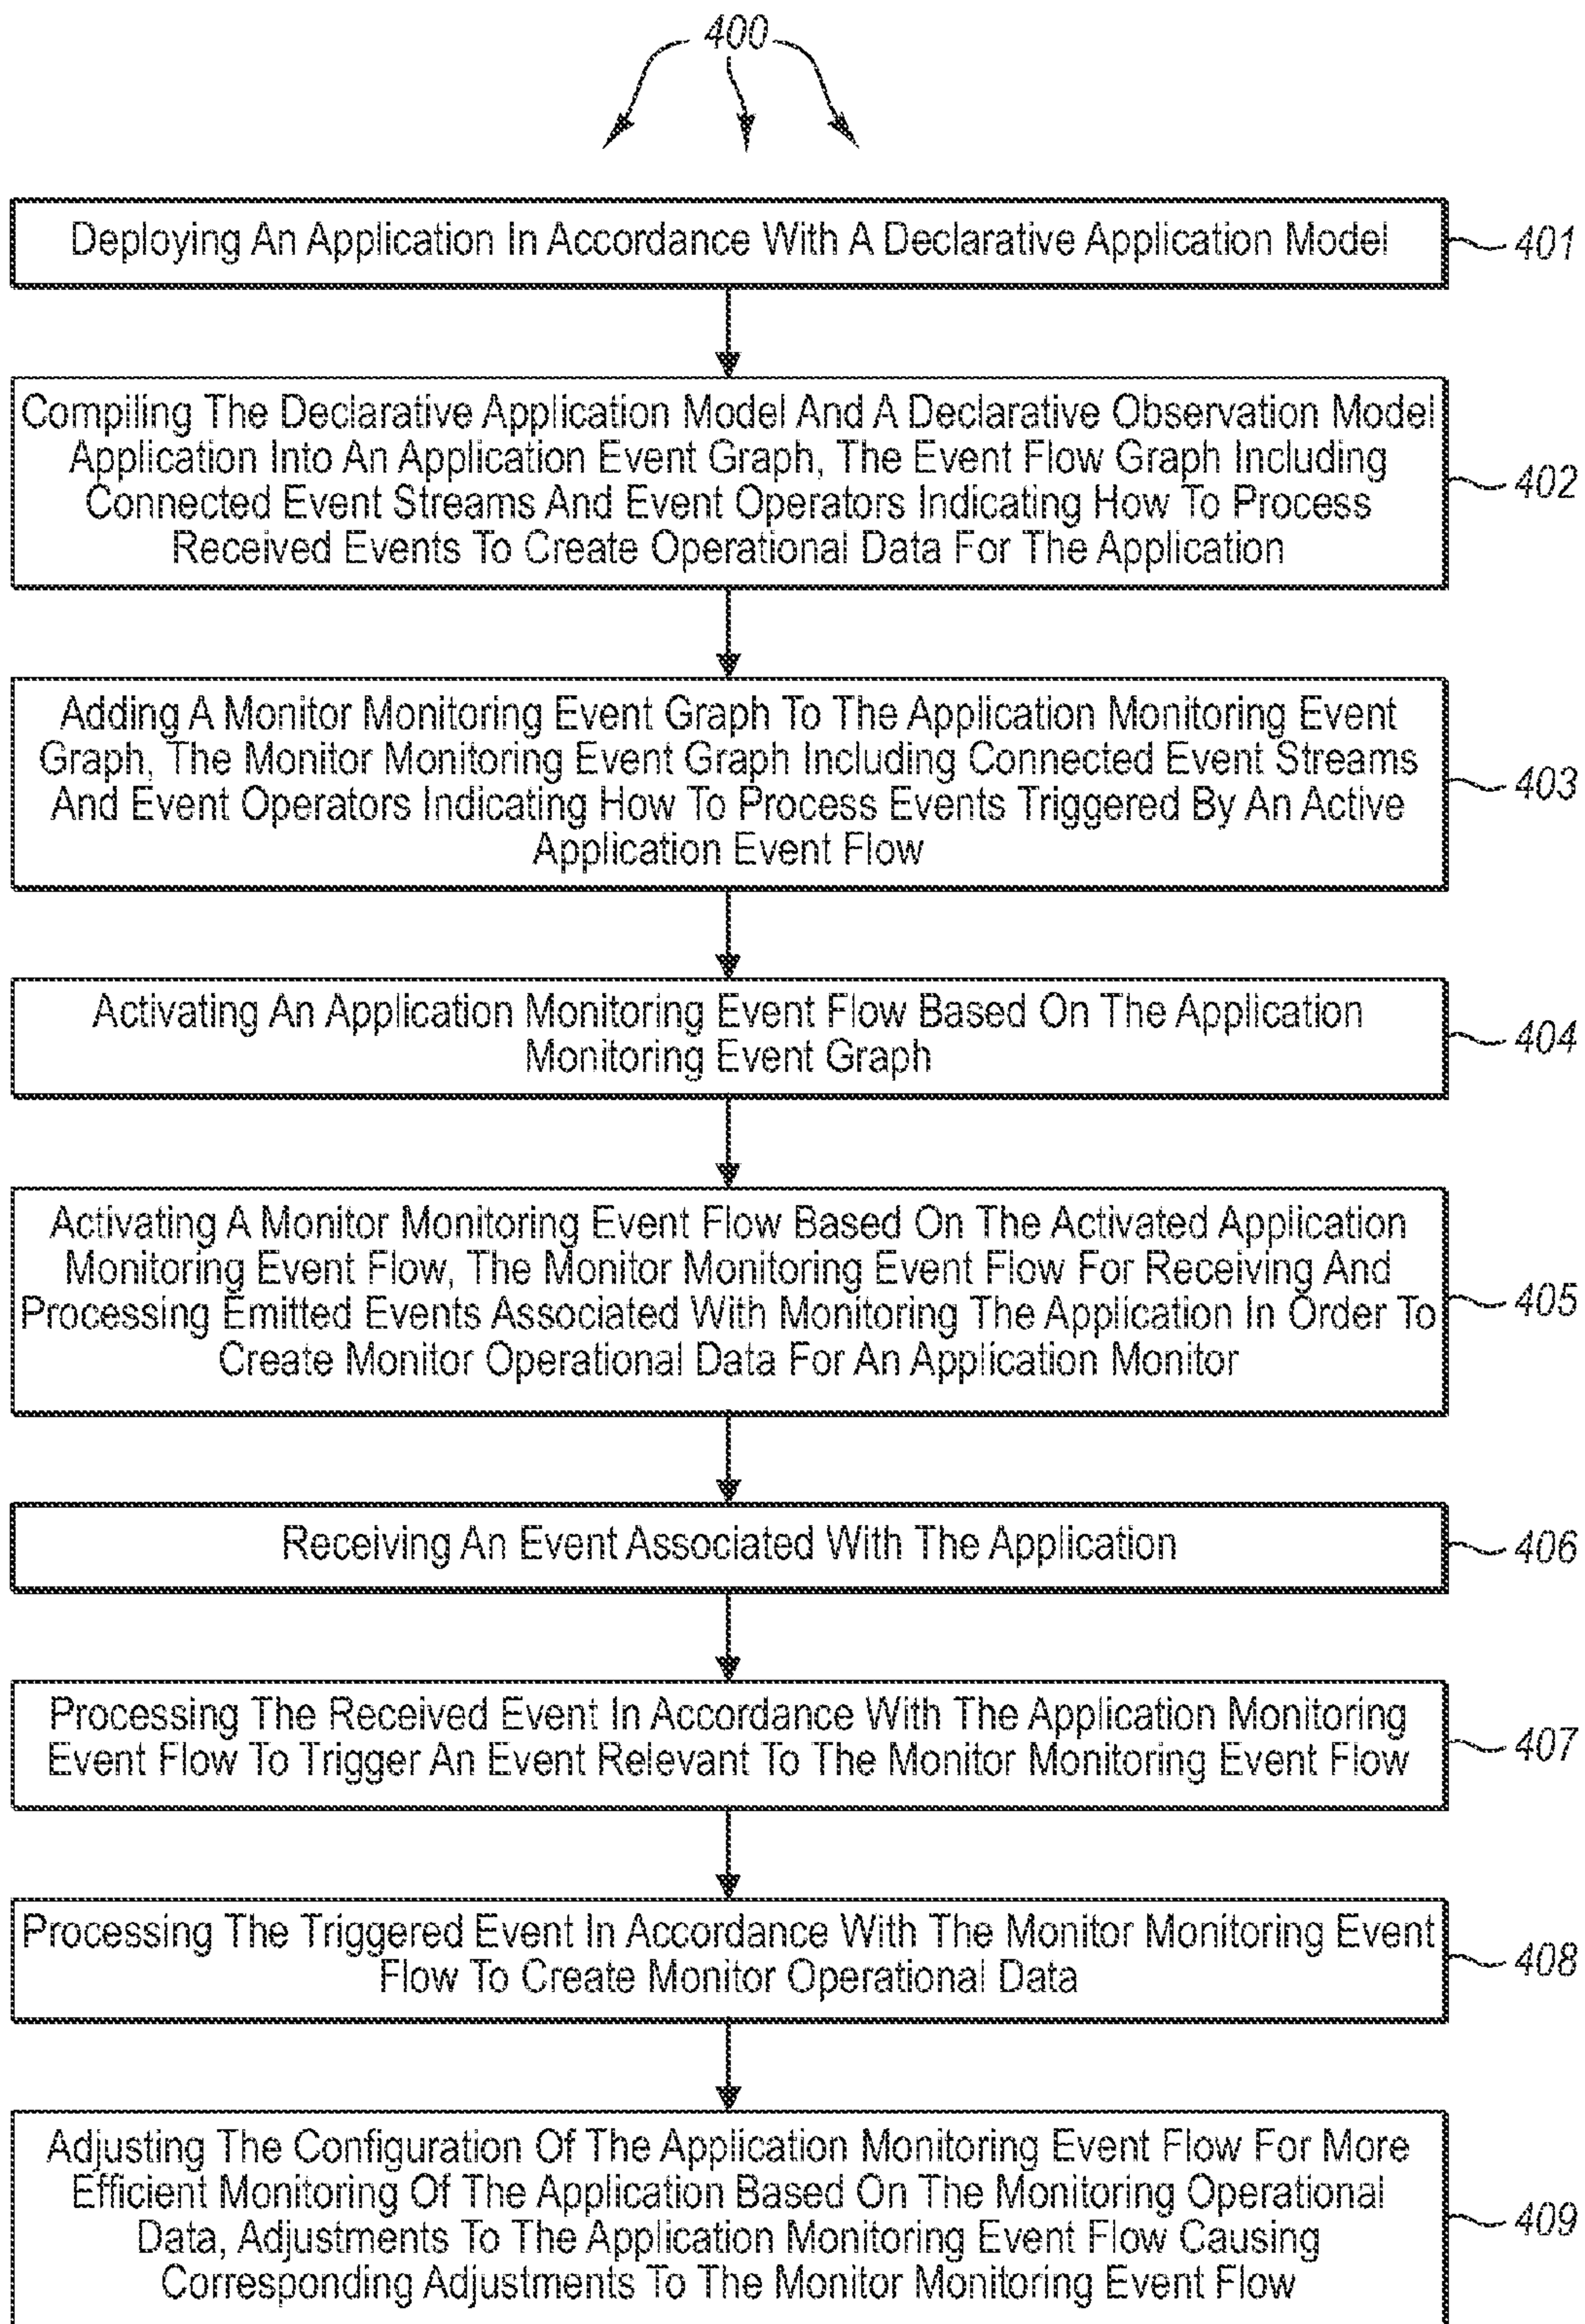 400
Deploying An Application In Accordance With A Declarative Application Model
401
Compiling The Declarative Application Model And A Declarative Observation Model
Application Into An Application Event Graph, The Event Flow Graph Including
Connected Event Streams And Event Operators Indicating How To Process
Received Events To Create Operational Data For The Application
402
Adding A Monitor Monitoring Event Graph To The Application Monitoring Event
Graph, The Monitor Monitoring Event Graph Including Connected Event Streams
And Event Operators Indicating How To Process Events Triggered By An Active
Application Event Flow
403
Activating An Application Monitoring Event Flow Based On The Application
Monitoring Event Graph
404
Activating A Monitor Monitoring Event Flow Based On The Activated Application
Monitoring Event Flow, The Monitor Monitoring Event Flow For Receiving And
Processing Emitted Events Associated With Monitoring The Application In Order To
Create Monitor Operational Data For An Application Monitor
405
Receiving An Event Associated With The Application
406
Processing The Received Event In Accordance With The Application Monitoring
Event Flow To Trigger An Event Relevant To The Monitor Monitoring Event Flow
407
Processing The Triggered Event In Accordance With The Monitor Monitoring Event
Flow To Create Monitor Operational Data
408
Adjusting The Configuration Of The Application Monitoring Event Flow For More
Efficient Monitoring Of The Application Based On The Monitoring Operational
Data, Adjustments To The Application Monitoring Event Flow Causing
Corresponding Adjustments To The Monitor Monitoring Event Flow
409